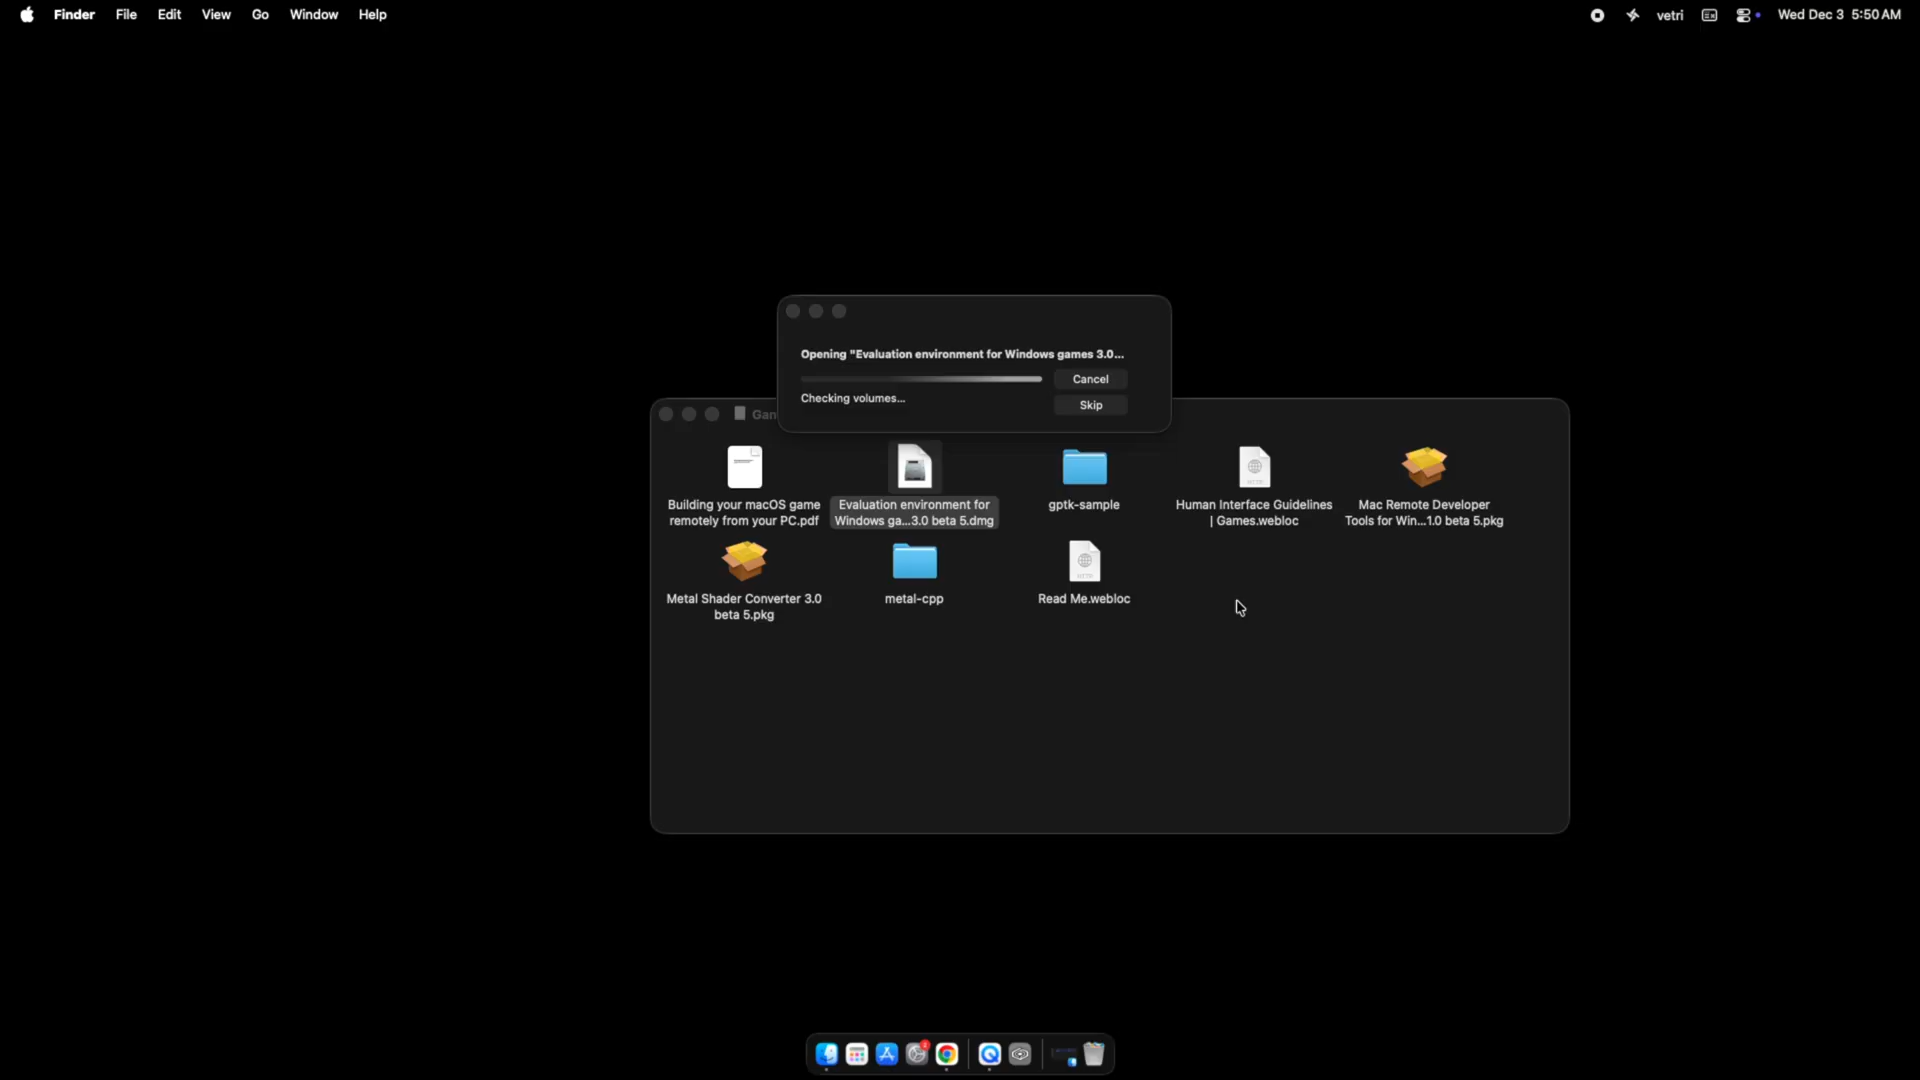 Finder File Edit View Go Window Help
vetri
Wed Dec 3 5:50 AM
Opening "Evaluation environment for Windows games 3.0...
Cancel
Checking volumes...
Skip
Gan
Building your macOS game
remotely from your PC.pdf
Evaluation environment for
Windows ga...3.0 beta 5.dmg
gptk-sample
Human Interface Guidelines
| Games.webloc
Mac Remote Developer
Tools for Win...1.0 beta 5.pkg
Metal Shader Converter 3.0
beta 5.pkg
metal-cpp
Read Me.webloc